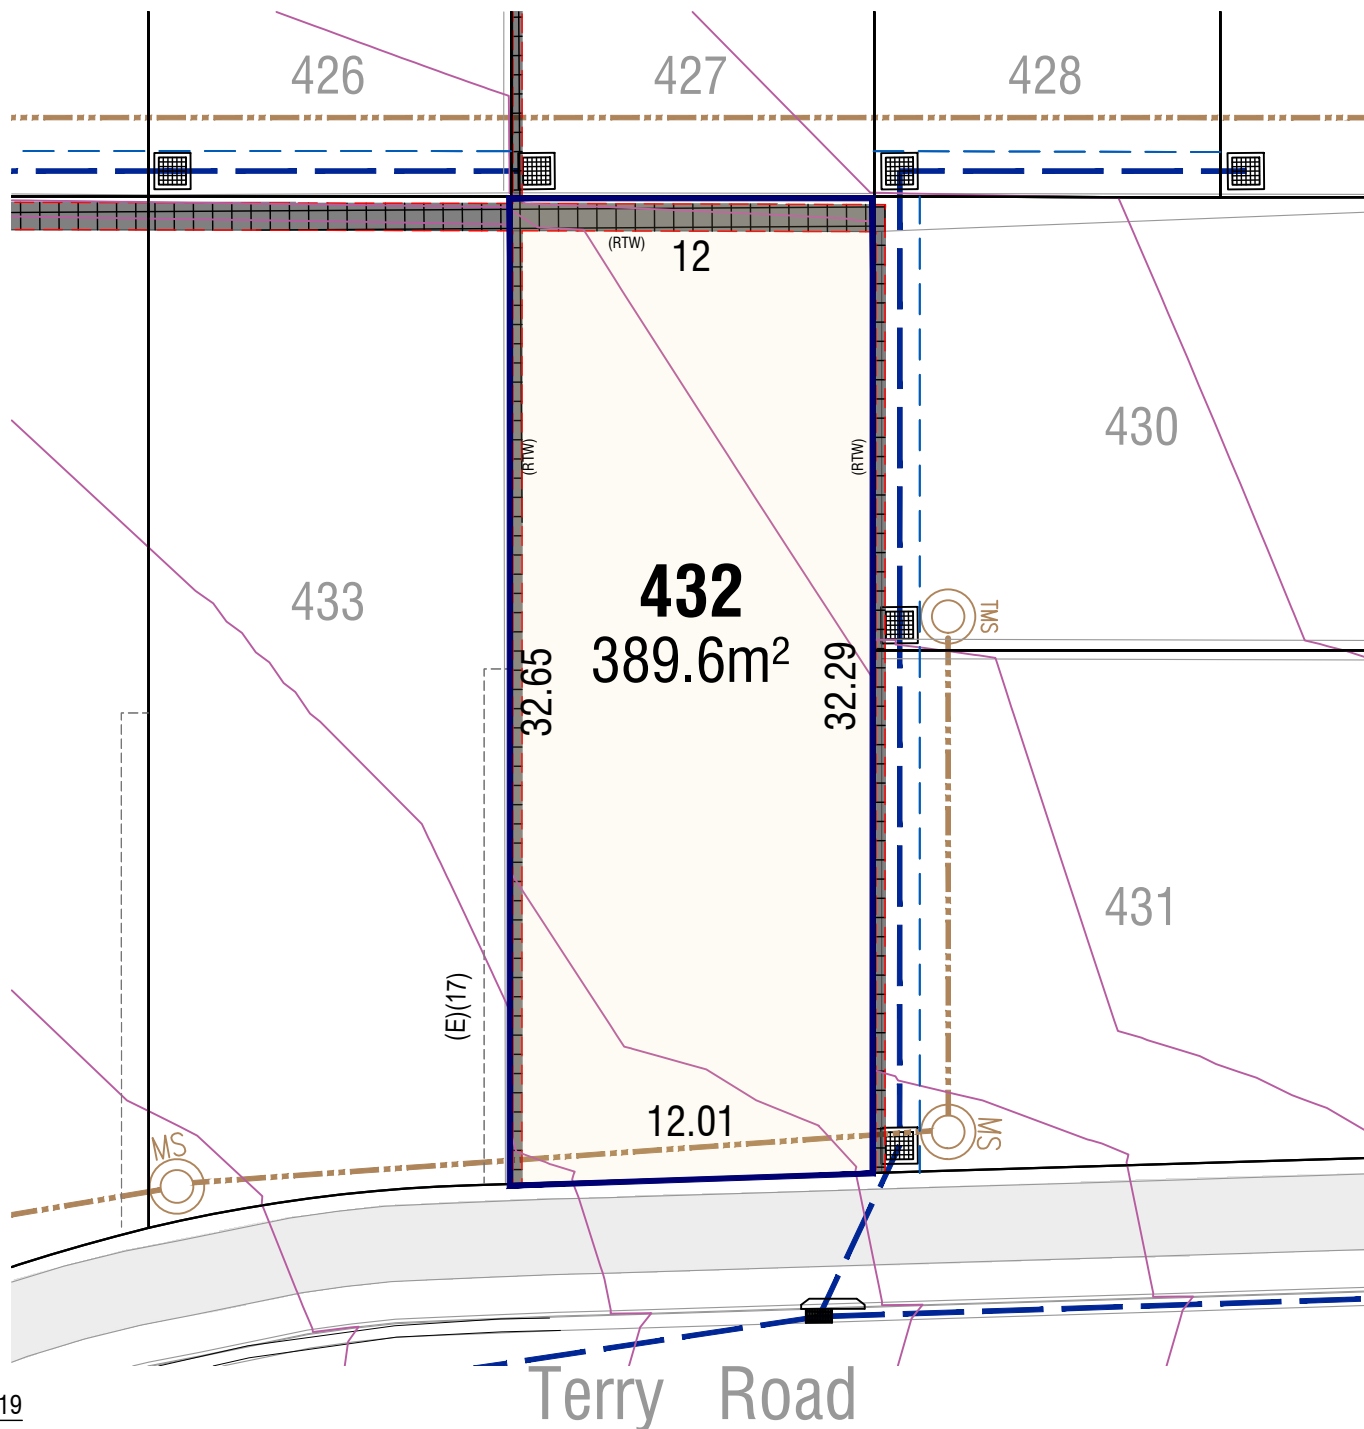 426
427
428
(RTW)
12
(RTW)
(RTW)
430
433
432
389.6m²
TMS
32.65
32.29
431
(E)(17)
12.01
MS
MS
Terry Road
19